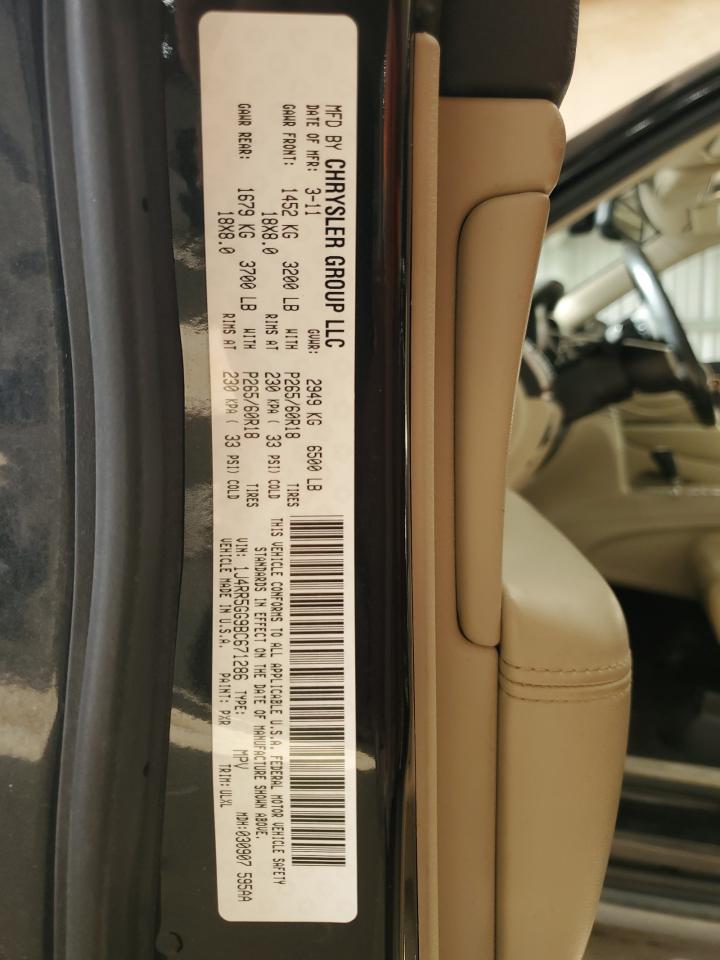 MFD BY CHRYSLER GROUP LLC
DATE OF MFR: 3-11 GVWR: 2949 KG 6500 LB
GAWR FRONT: 1452 KG 3200 LB WITH P265/60R18 TIRES
18X8.0 RIMS AT 230 KPA ( 33 PSI) COLD
GAWR REAR: 1679 KG 3700 LB WITH P265/60R18 TIRES
18X8.0 RIMS AT 230 KPA ( 33 PSI) COLD
THIS VEHICLE CONFORMS TO ALL APPLICABLE U.S.A. FEDERAL MOTOR VEHICLE SAFETY
STANDARDS IN EFFECT ON THE DATE OF MANUFACTURE SHOWN ABOVE.
VIN: 1J4RR5GG9BC671286 TYPE: MPV MDH:030907 595AA
VEHICLE MADE IN U.S.A. PAINT: PXR TRIM:ULXL